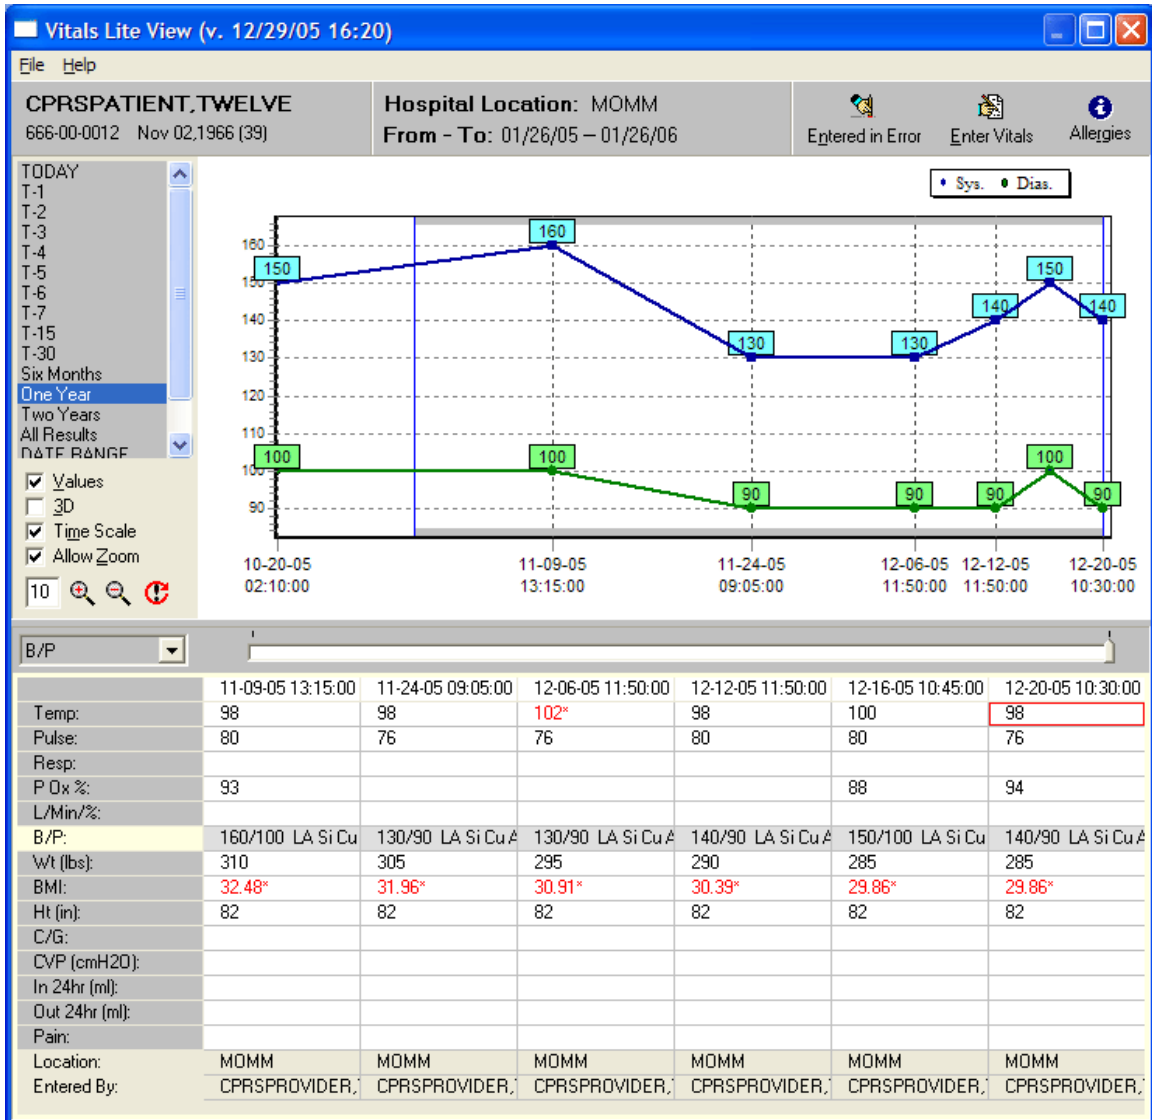 Vitals Lite View (v. 12/29/05 16:20)
File Help
CPRSPATIENT,TWELVE
666-00-0012 Nov 02,1966 (39)
Hospital Location: MOMM
From - To: 01/26/05 – 01/26/06
Entered in Error Enter Vitals Allergies
TODAY
T-1
T-2
T-3
T-4
T-5
T-6
T-7
T-15
T-30
Six Months
One Year
Two Years
All Results
DATE RANGE
Values
3D
Time Scale
Allow Zoom
10
Sys. Dias.
160
150
140
130
120
110
100
90
150 160 130 130 140 150 140
100 100 90 90 90 100 90
10-20-05 11-09-05 11-24-05 12-06-05 12-12-05 12-20-05
02:10:00 13:15:00 09:05:00 11:50:00 11:50:00 10:30:00
B/P
11-09-05 13:15:00 11-24-05 09:05:00 12-06-05 11:50:00 12-12-05 11:50:00 12-16-05 10:45:00 12-20-05 10:30:00
Temp: 98 98 102* 98 100 98
Pulse: 80 76 76 80 80 76
Resp:
P Ox %: 93 88 94
L/Min/%:
B/P: 160/100 LA Si Cu 130/90 LA Si Cu A 130/90 LA Si Cu A 140/90 LA Si Cu A 150/100 LA Si Cu 140/90 LA Si Cu A
Wt (lbs): 310 305 295 290 285 285
BMI: 32.48* 31.96* 30.91* 30.39* 29.86* 29.86*
Ht (in): 82 82 82 82 82 82
C/G:
CVP (cmH2O):
In 24hr (ml):
Out 24hr (ml):
Pain:
Location: MOMM MOMM MOMM MOMM MOMM MOMM
Entered By: CPRSPROVIDER, CPRSPROVIDER, CPRSPROVIDER, CPRSPROVIDER, CPRSPROVIDER, CPRSPROVIDER,